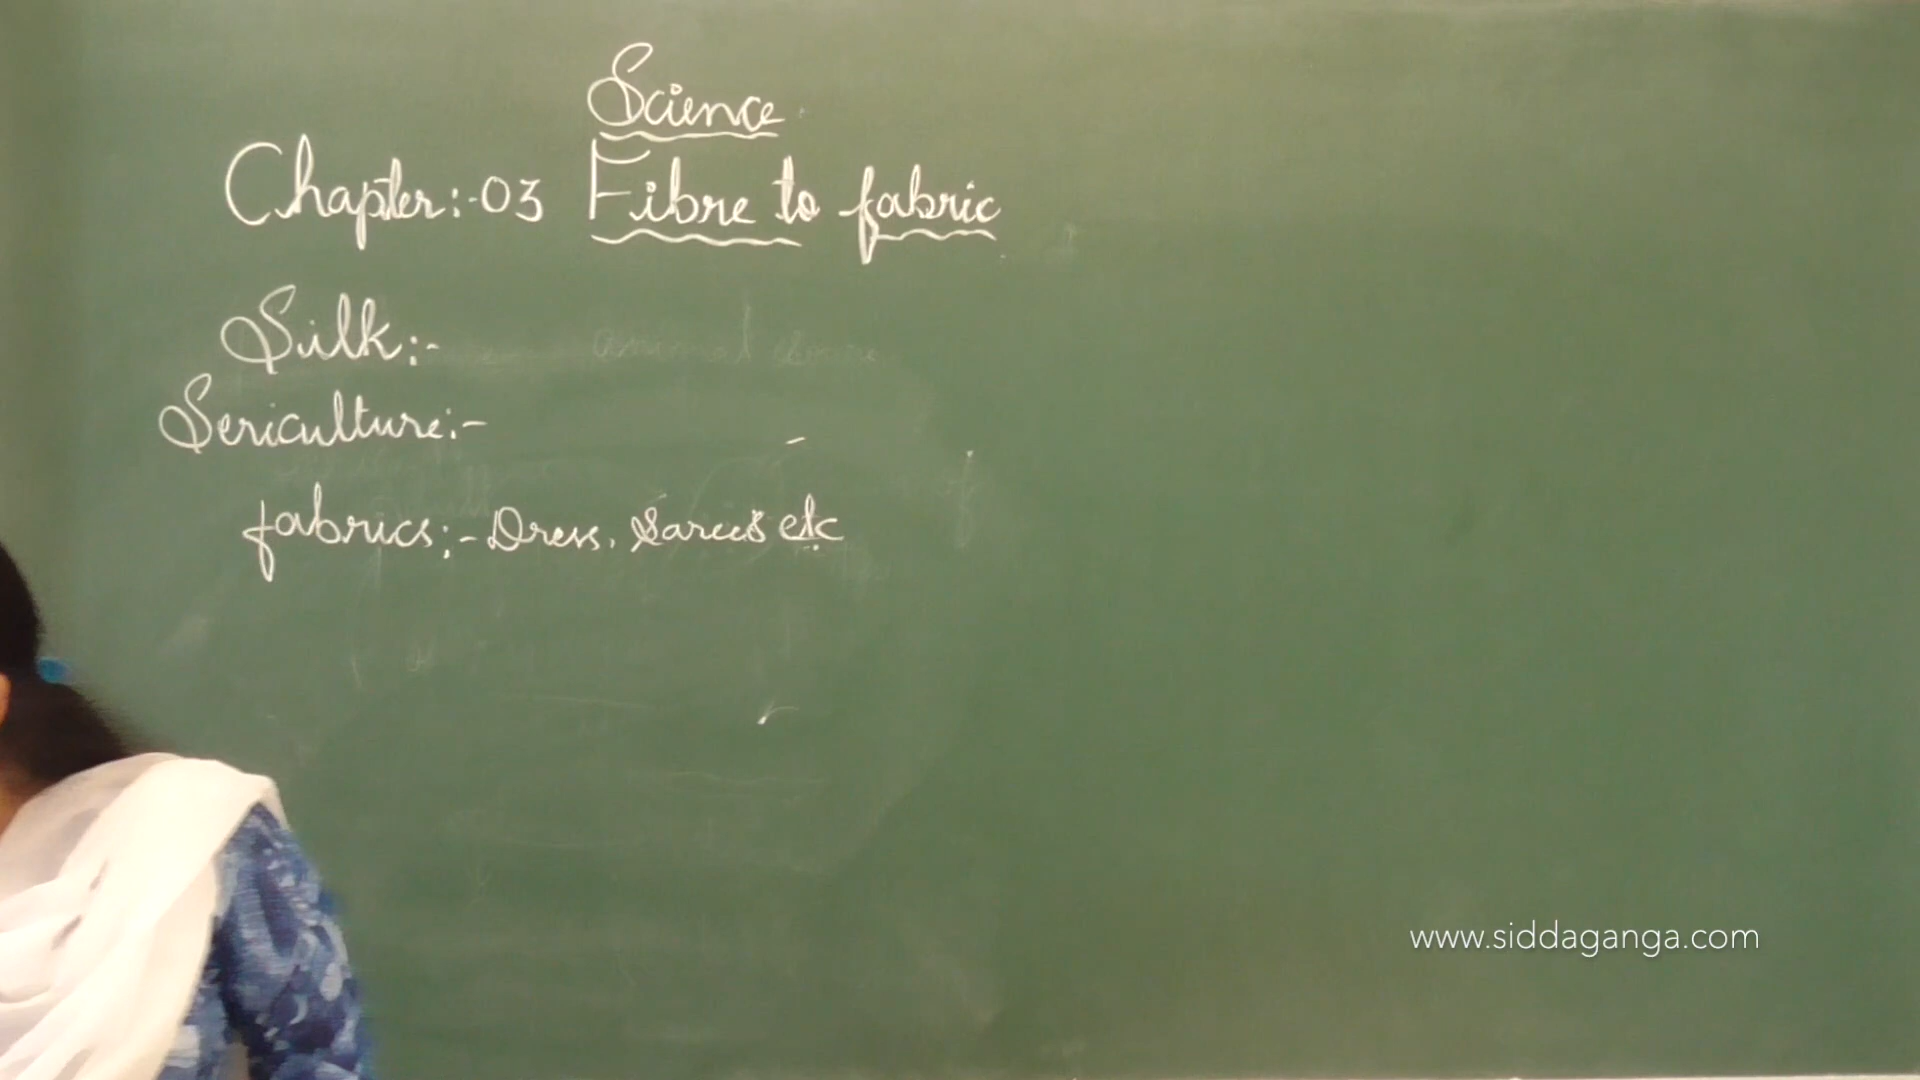 Science
Chapter:-03 Fibre to fabric
Silk:-
Sericulture:-
fabrics:- Dress, Sarees etc
www.siddaganga.com